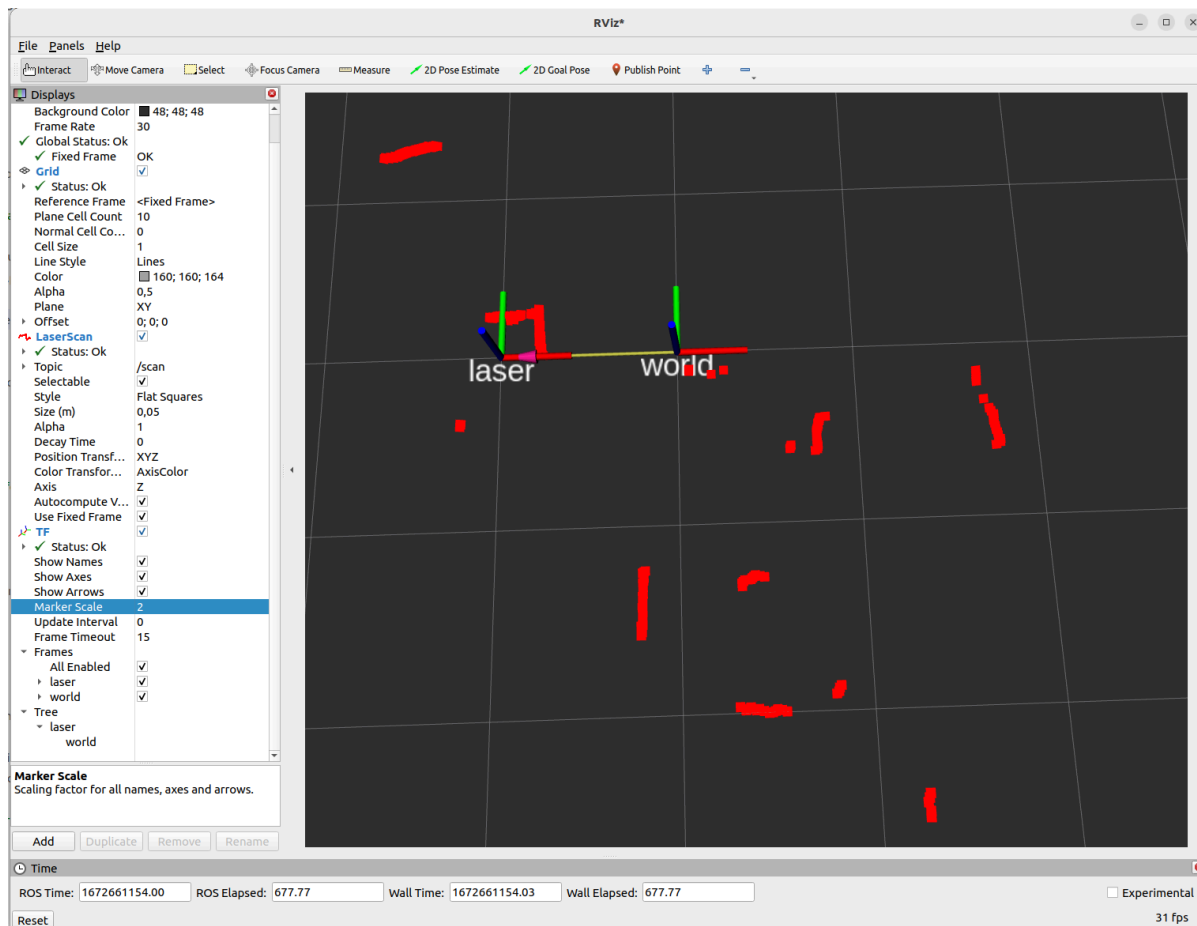 RViz*
File Panels Help
Interact Move Camera Select Focus Camera Measure 2D Pose Estimate 2D Goal Pose Publish Point
Displays
Background Color 48; 48; 48
Frame Rate 30
Global Status: Ok
Fixed Frame OK
Grid
Status: Ok
Reference Frame <Fixed Frame>
Plane Cell Count 10
Normal Cell Co... 0
Cell Size 1
Line Style Lines
Color 160; 160; 164
Alpha 0,5
Plane XY
Offset 0; 0; 0
LaserScan
Status: Ok
Topic /scan
Selectable
Style Flat Squares
Size (m) 0,05
Alpha 1
Decay Time 0
Position Transf... XYZ
Color Transfor... AxisColor
Axis Z
Autocompute V...
Use Fixed Frame
TF
Status: Ok
Show Names
Show Axes
Show Arrows
Marker Scale 2
Update Interval 0
Frame Timeout 15
Frames
All Enabled
laser
world
Tree
laser
world
Marker Scale
Scaling factor for all names, axes and arrows.
Add Duplicate Remove Rename
laser
world
Time
ROS Time: 1672661154.00 ROS Elapsed: 677.77 Wall Time: 1672661154.03 Wall Elapsed: 677.77 Experimental
Reset 31 fps